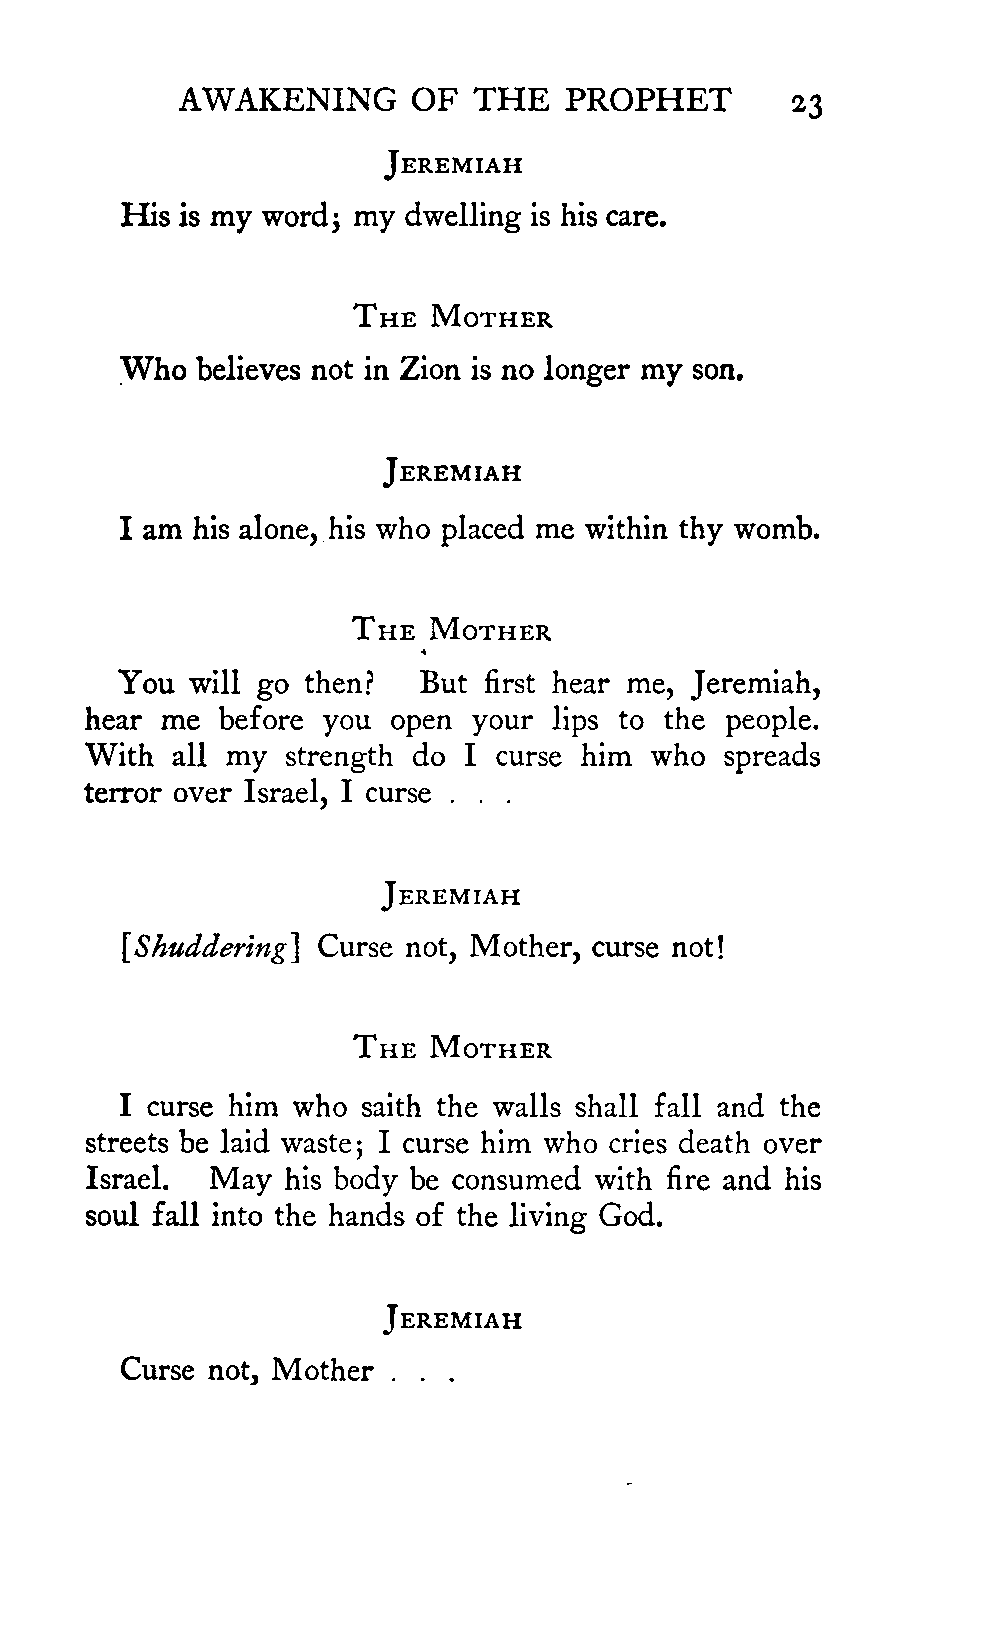 AWAKENING OF THE PROPHET 23
JEREMIAH
His is my word; my dwelling is his care.
THE MOTHER
Who believes not in Zion is no longer my son.
JEREMIAH
I am his alone, his who placed me within thy womb.
THE MOTHER
You will go then? But first hear me, Jeremiah,
hear me before you open your lips to the people.
With all my strength do I curse him who spreads
terror over Israel, I curse . . .
JEREMIAH
[Shuddering] Curse not, Mother, curse not!
THE MOTHER
I curse him who saith the walls shall fall and the
streets be laid waste; I curse him who cries death over
Israel. May his body be consumed with fire and his
soul fall into the hands of the living God.
JEREMIAH
Curse not, Mother . . .